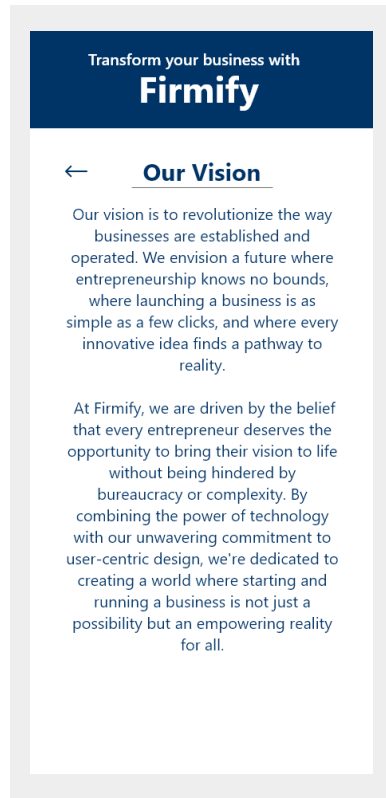 Transform your business with
Firmify
Our Vision
Our vision is to revolutionize the way
businesses are established and
operated. We envision a future where
entrepreneurship knows no bounds,
where launching a business is as
simple as a few clicks, and where every
innovative idea finds a pathway to
reality.
At Firmify, we are driven by the belief
that every entrepreneur deserves the
opportunity to bring their vision to life
without being hindered by
bureaucracy or complexity. By
combining the power of technology
with our unwavering commitment to
user-centric design, we're dedicated to
creating a world where starting and
running a business is not just a
possibility but an empowering reality
for all.